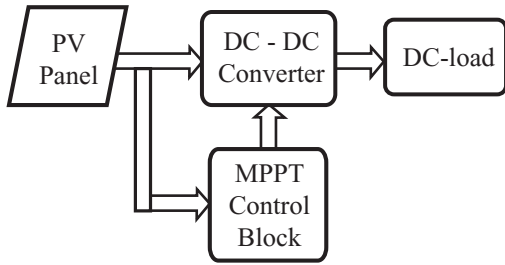 PV
Panel
DC - DC
Converter
DC-load
MPPT
Control
Block